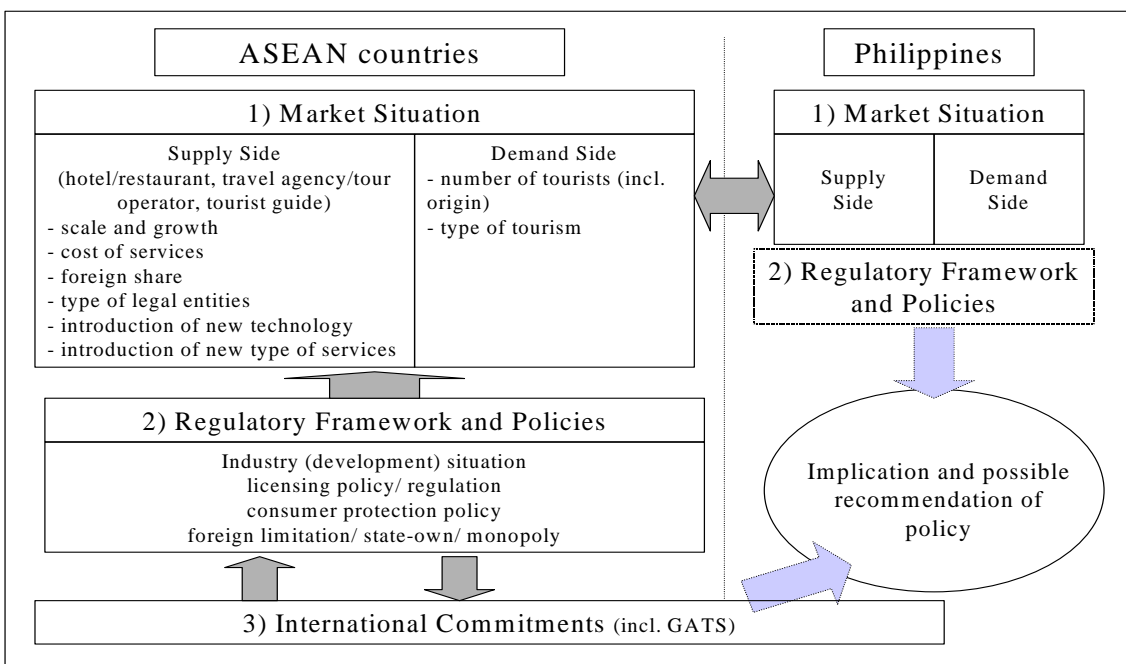 ASEAN countries
1) Market Situation
Supply Side
(hotel/restaurant, travel agency/tour
operator, tourist guide)
- scale and growth
- cost of services
- foreign share
- type of legal entities
- introduction of new technology
- introduction of new type of services
Demand Side
- number of tourists (incl.
origin)
- type of tourism
2) Regulatory Framework and Policies
Industry (development) situation
licensing policy/ regulation
consumer protection policy
foreign limitation/ state-own/ monopoly
3) International Commitments (incl. GATS)
Philippines
1) Market Situation
Supply
Side
Demand
Side
2) Regulatory Framework
and Policies
Implication and possible
recommendation of
policy